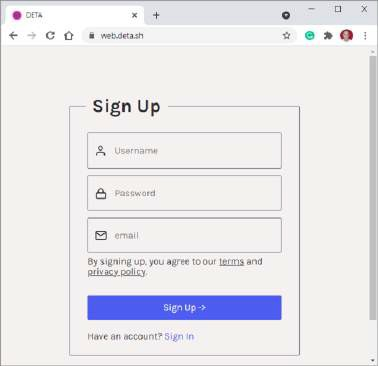 DETA
web.deta.sh
Sign Up
Username
Password
email
By signing up, you agree to our terms and
privacy policy.
Sign Up ->
Have an account? Sign In